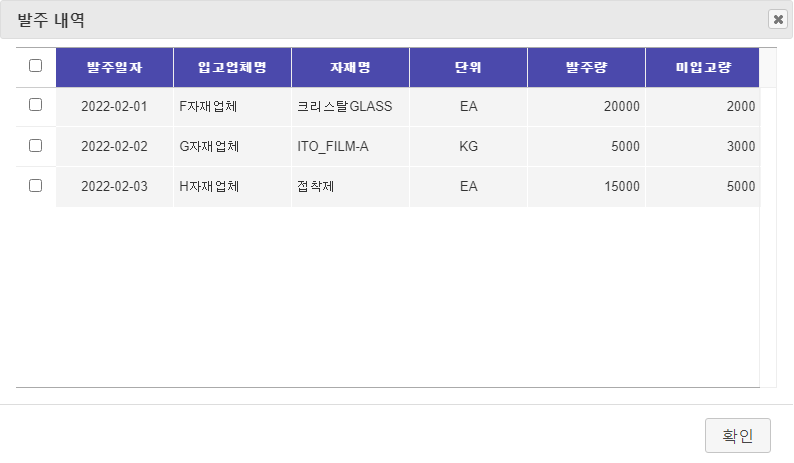 발주 내역
발주일자 입고업체명 자재명 단위 발주량 미입고량
2022-02-01 F자재업체 크리스탈GLASS EA 20000 2000
2022-02-02 G자재업체 ITO_FILM-A KG 5000 3000
2022-02-03 H자재업체 접착제 EA 15000 5000
확인